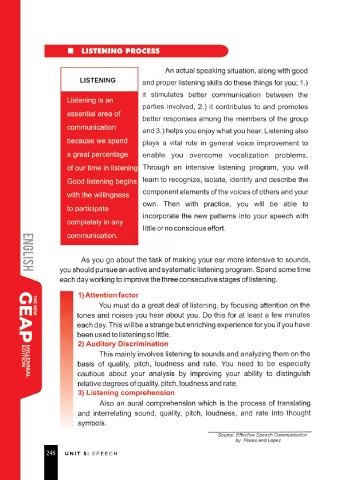 LISTENING PROCESS
LISTENING
Listening is an
essential area of
communication
because we spend
a great percentage
of our time in listening.
Good listening begins
with the willingness
to participate
completely in any
communication.
An actual speaking situation, along with good
and proper listening skills do these things for you; 1.)
it stimulates better communication between the
parties involved, 2.) it contributes to and promotes
better responses among the members of the group
and 3.) helps you enjoy what you hear. Listening also
plays a vital role in general voice improvement to
enable you overcome vocalization problems.
Through an intensive listening program, you will
learn to recognize, isolate, identify and describe the
component elements of the voices of others and your
own. Then with practice, you will be able to
incorporate the new patterns into your speech with
little or no conscious effort.
As you go about the task of making your ear more intensive to sounds,
you should pursue an active and systematic listening program. Spend some time
each day working to improve the three consecutive stages of listening.
1) Attention factor
You must do a great deal of listening, by focusing attention on the
tones and noises you hear about you. Do this for at least a few minutes
each day. This will be a strange but enriching experience for you if you have
been used to listening so little.
2) Auditory Discrimination
This mainly involves listening to sounds and analyzing them on the
basis of quality, pitch, loudness and rate. You need to be especially
cautious about your analysis by improving your ability to distinguish
relative degrees of quality, pitch, loudness and rate.
3) Listening comprehension
Also an aural comprehension which is the process of translating
and interrelating sound, quality, pitch, loudness, and rate into thought
symbols.
Source: Effective Speech Communication
by: Flores and Lopez
ENGLISH
THE NEW
GEAP
MILLENNIAL
EDITION
246 UNIT 5: SPEECH